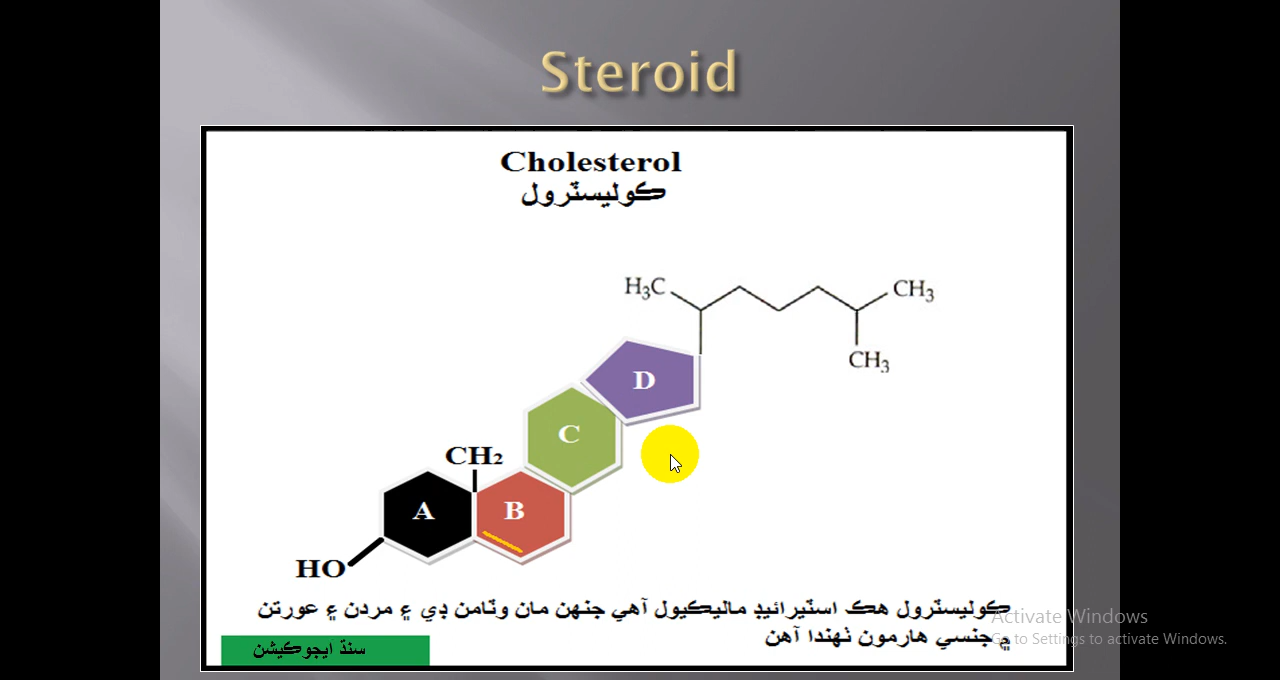 Steroid
Cholesterol
ڪوليسٽرول
H₃C
CH₃
CH₃
D
C
CH₂
A
B
HO
ڪوليسٽرول هڪ اسٽيرائيڊ ماليڪيول آهي جنهن مان وٽامن ڊي ۽ مردن ۽ عورتن
۾ جنسي هارمون ٺهندا آهن
سنڌ ايجوڪيشن
Activate Windows
Go to Settings to activate Windows.